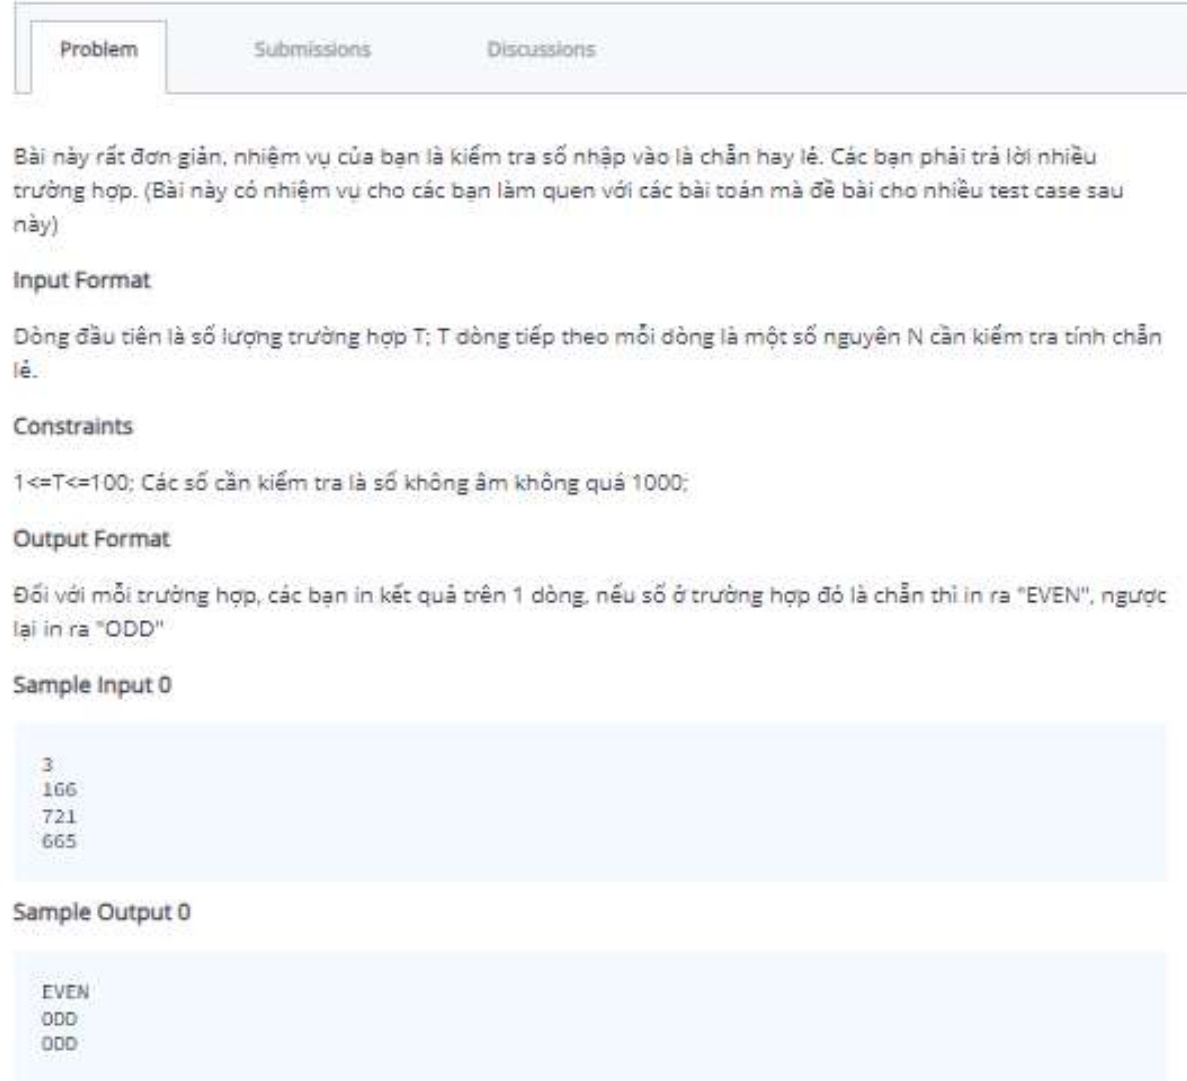 Problem Submissions Discussions
Bài này rất đơn giản, nhiệm vụ của bạn là kiểm tra số nhập vào là chẵn hay lẻ. Các bạn phải trả lời nhiều
trường hợp. (Bài này có nhiệm vụ cho các bạn làm quen với các bài toán mà đề bài cho nhiều test case sau
này)
Input Format
Dòng đầu tiên là số lượng trường hợp T; T dòng tiếp theo mỗi dòng là một số nguyên N cần kiểm tra tính chẵn
lẻ.
Constraints
1<=T<=100; Các số cần kiểm tra là số không âm không quá 1000;
Output Format
Đối với mỗi trường hợp, các bạn in kết quả trên 1 dòng, nếu số ở trường hợp đó là chẵn thì in ra "EVEN", ngược
lại in ra "ODD"
Sample Input 0
3
166
721
665
Sample Output 0
EVEN
ODD
ODD